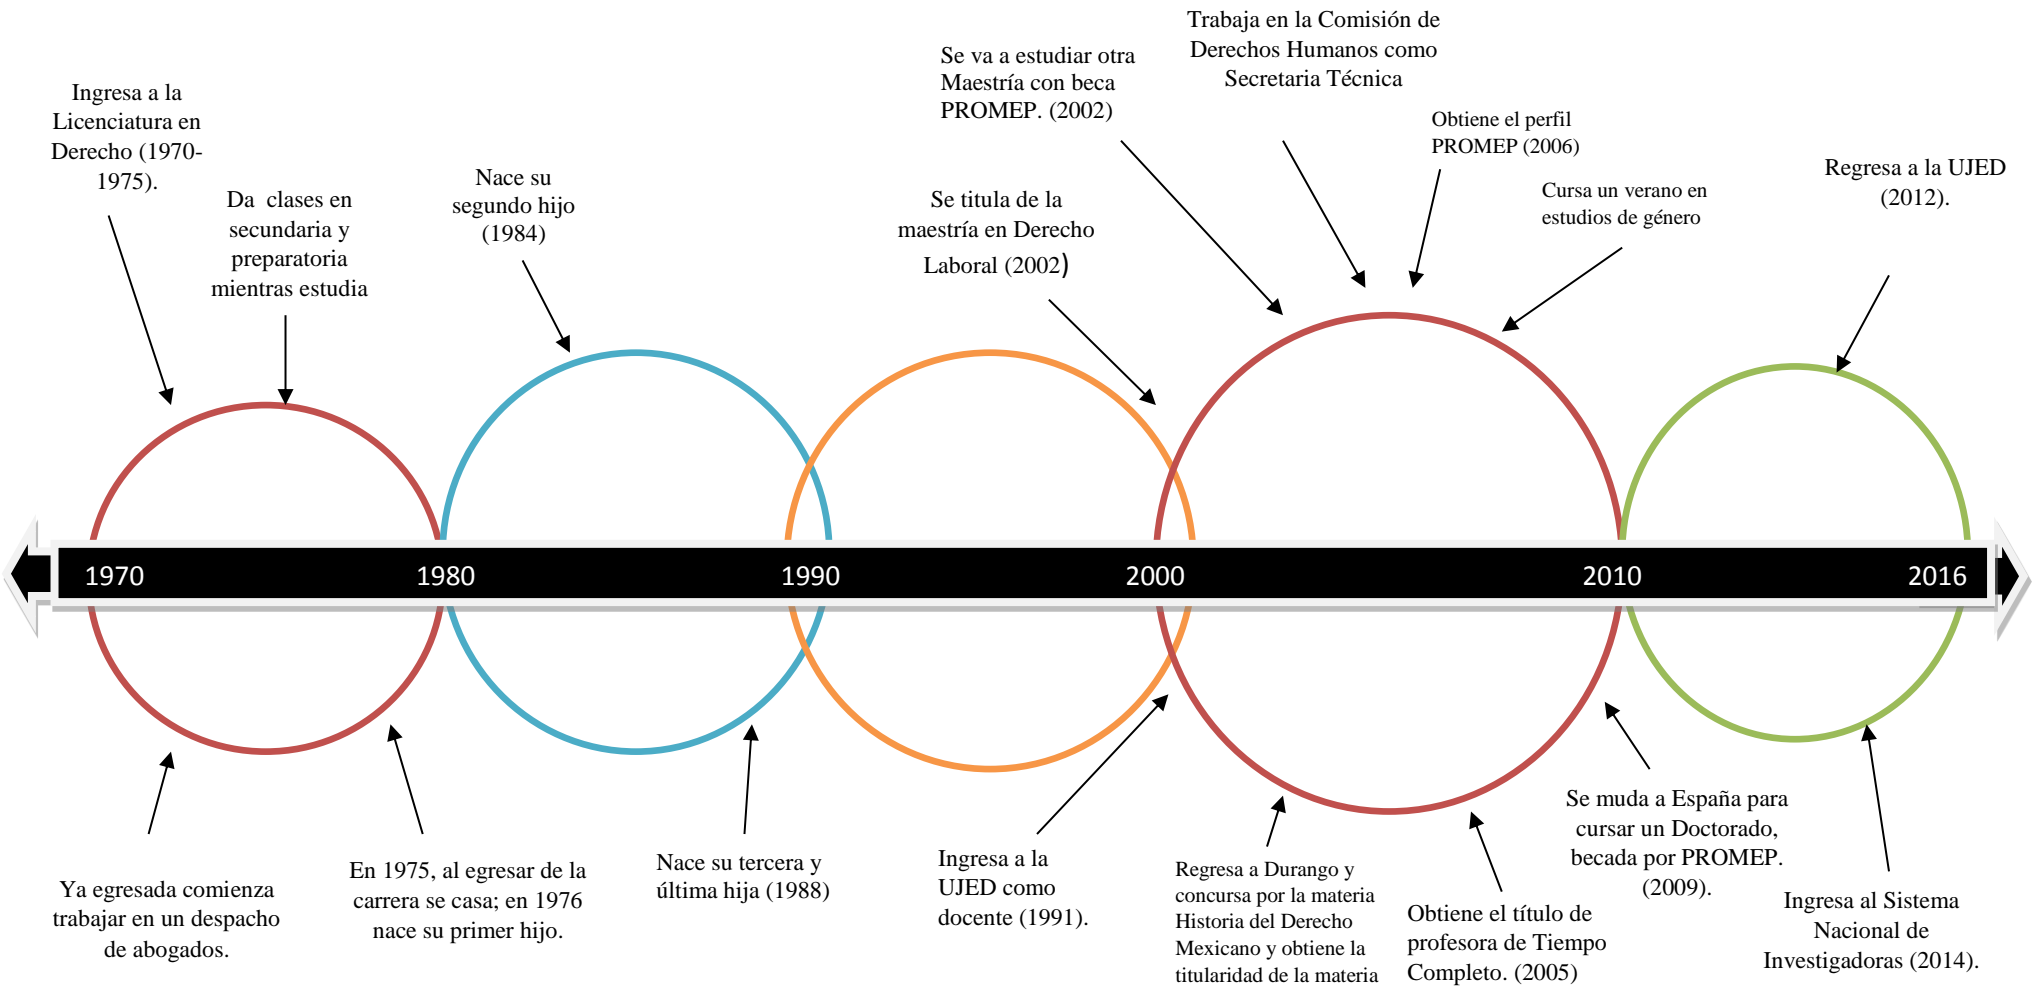 Ingresa a la
Licenciatura en
Derecho (1970-
1975).
Da  clases en
secundaria y
preparatoria
mientras estudia
Nace su
segundo hijo
(1984)
Se va a estudiar otra
Maestría con beca
PROMEP. (2002)
Se titula de la
maestría en Derecho
Laboral (2002)
Trabaja en la Comisión de
Derechos Humanos como
Secretaria Técnica
Obtiene el perfil
PROMEP (2006)
Cursa un verano en
estudios de género
Regresa a la UJED
(2012).
1970 1980 1990 2000 2010 2016
Ya egresada comienza
trabajar en un despacho
de abogados.
En 1975, al egresar de la
carrera se casa; en 1976
nace su primer hijo.
Nace su tercera y
última hija (1988)
Ingresa a la
UJED como
docente (1991).
Regresa a Durango y
concursa por la materia
Historia del Derecho
Mexicano y obtiene la
titularidad de la materia
Obtiene el título de
profesora de Tiempo
Completo. (2005)
Se muda a España para
cursar un Doctorado,
becada por PROMEP.
(2009).
Ingresa al Sistema
Nacional de
Investigadoras (2014).